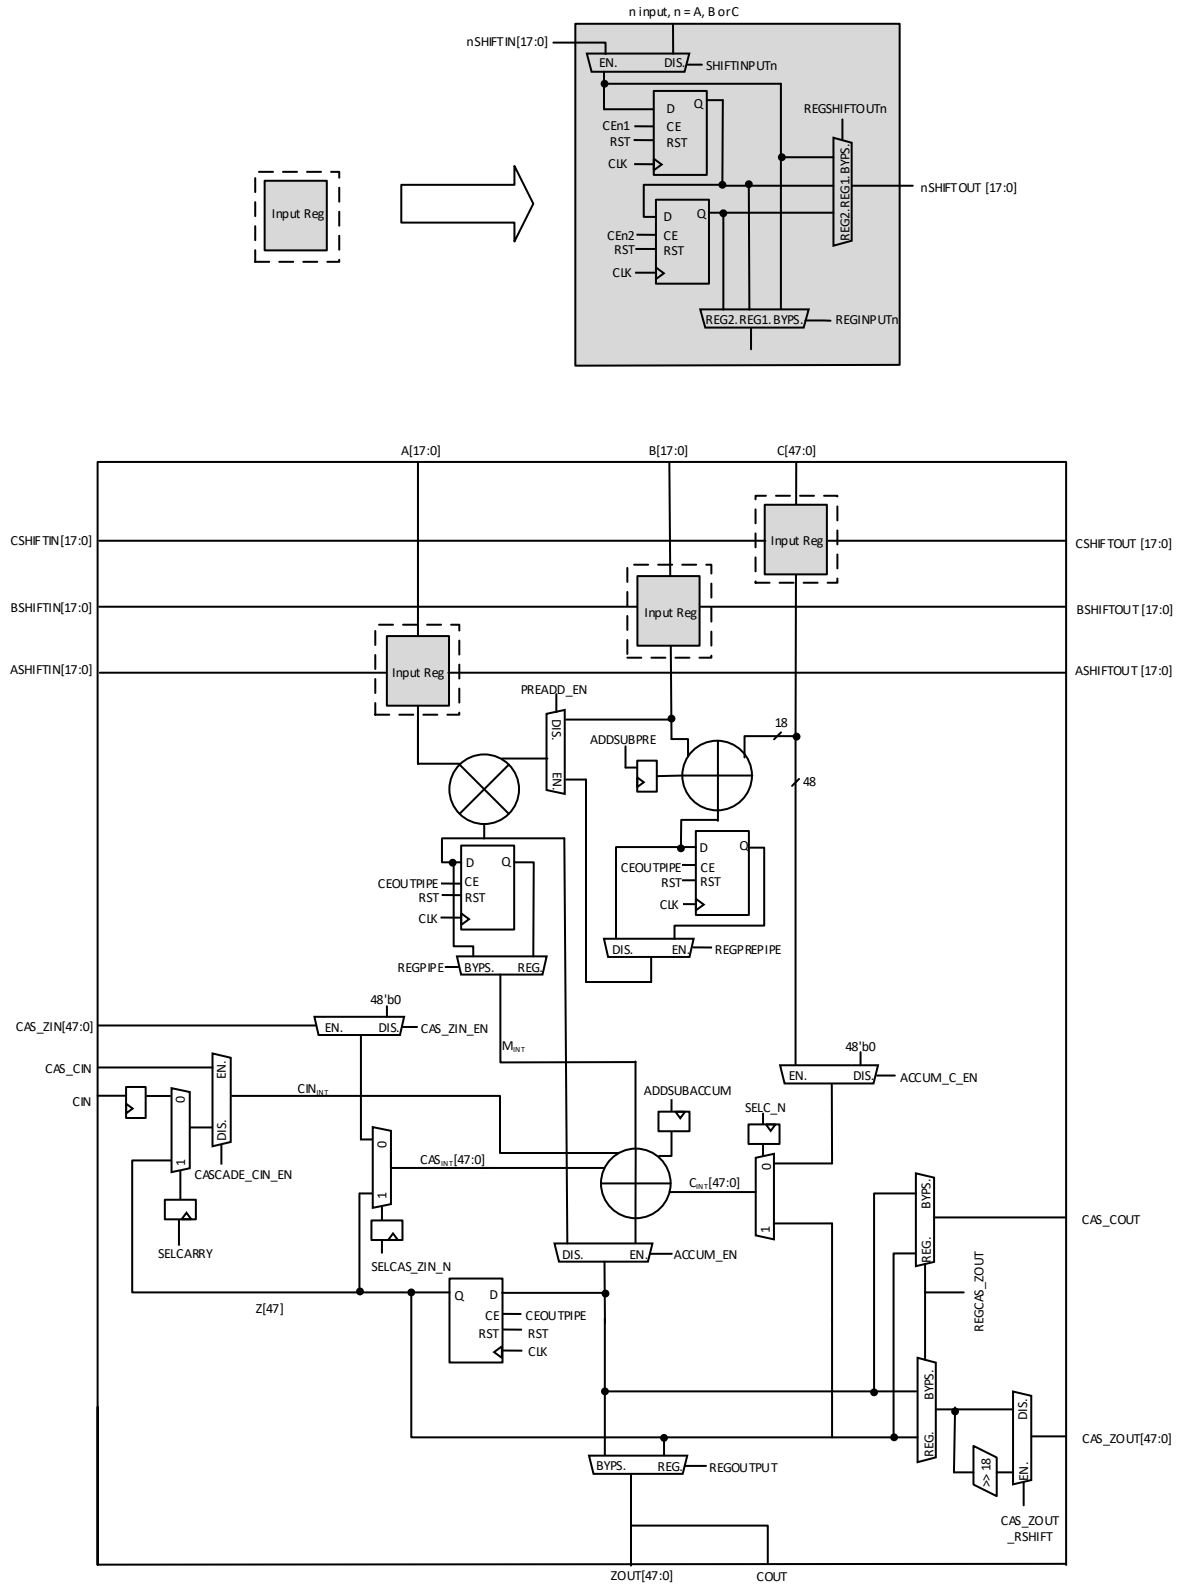 n input, n = A, B or C
nSHIFTIN[17:0]
EN. DIS.
SHIFTINPUTn
D Q
CEn1 CE
RST RST
CLK
REGSHIFTOUTn
REG2. REG1. BYPS.
nSHIFTOUT [17:0]
Input Reg
D Q
CEn2 CE
RST RST
CLK
REG2. REG1. BYPS.
REGINPUTn
A[17:0] B[17:0] C[47:0]
CSHIFTIN[17:0]
Input Reg
CSHIFTOUT [17:0]
BSHIFTIN[17:0]
Input Reg
BSHIFTOUT [17:0]
ASHIFTIN[17:0]
Input Reg
ASHIFTOUT [17:0]
PREADD_EN
DIS. EN.
ADDSUBPRE
18
48
D Q
CEOUTPIPE CE
RST RST
CLK
D Q
CEOUTPIPE CE
RST RST
CLK
DIS. EN.
REGPREPIPE
REGPIPE
BYPS. REG.
48'b0
CAS_ZIN[47:0]
EN. DIS.
CAS_ZIN_EN
MINT
48'b0
EN. DIS.
ACCUM_C_EN
CAS_CIN
EN.
DIS.
CIN
0
1
CININT
CASCADE_CIN_EN
SELCARRY
0
1
CASINT[47:0]
SELCAS_ZIN_N
ADDSUBACCUM
SELC_N
0
1
CINT[47:0]
DIS. EN.
ACCUM_EN
BYPS.
REG.
CAS_COUT
REGCAS_ZOUT
Z[47]
Q D
CE CEOUTPIPE
RST RST
CLK
BYPS.
REG.
DIS.
EN.
>> 18
CAS_ZOUT[47:0]
CAS_ZOUT
_RSHIFT
BYPS. REG.
REGOUTPUT
ZOUT[47:0] COUT